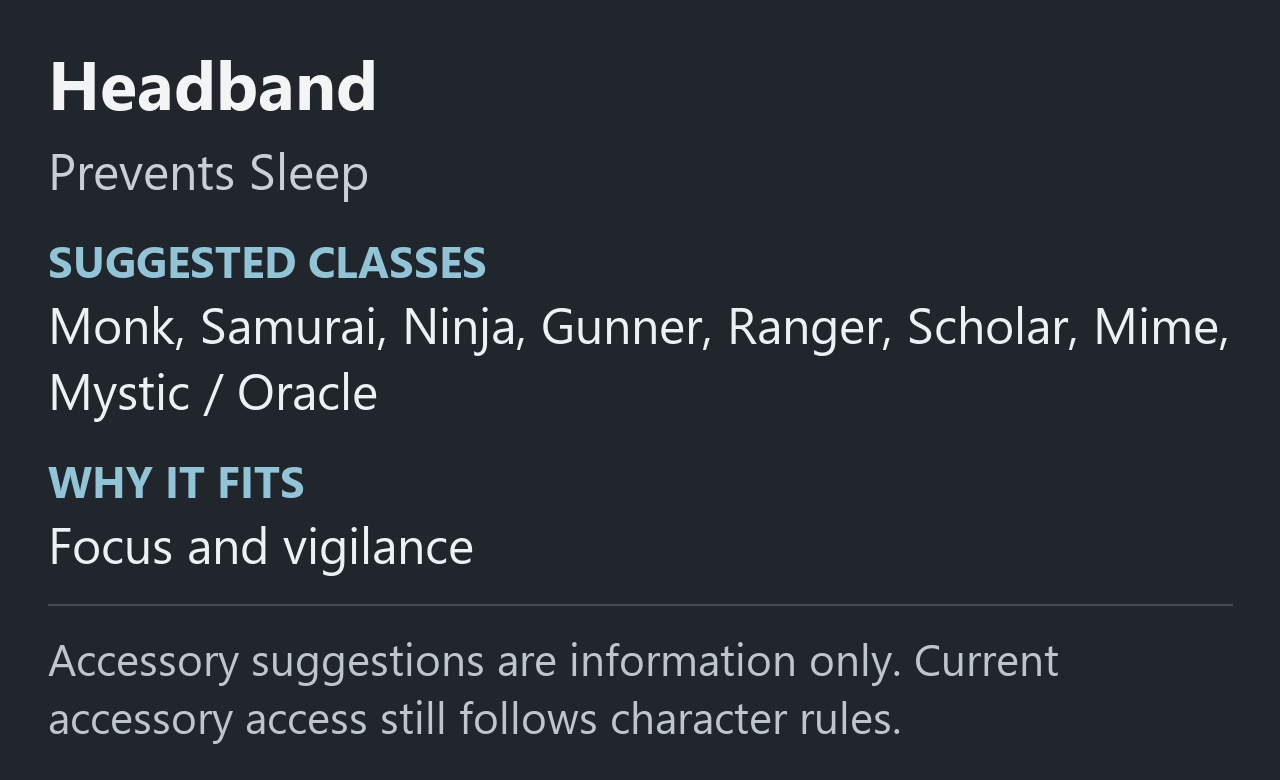 Headband
Prevents Sleep
SUGGESTED CLASSES
Monk, Samurai, Ninja, Gunner, Ranger, Scholar, Mime,
Mystic / Oracle
WHY IT FITS
Focus and vigilance
Accessory suggestions are information only. Current
accessory access still follows character rules.